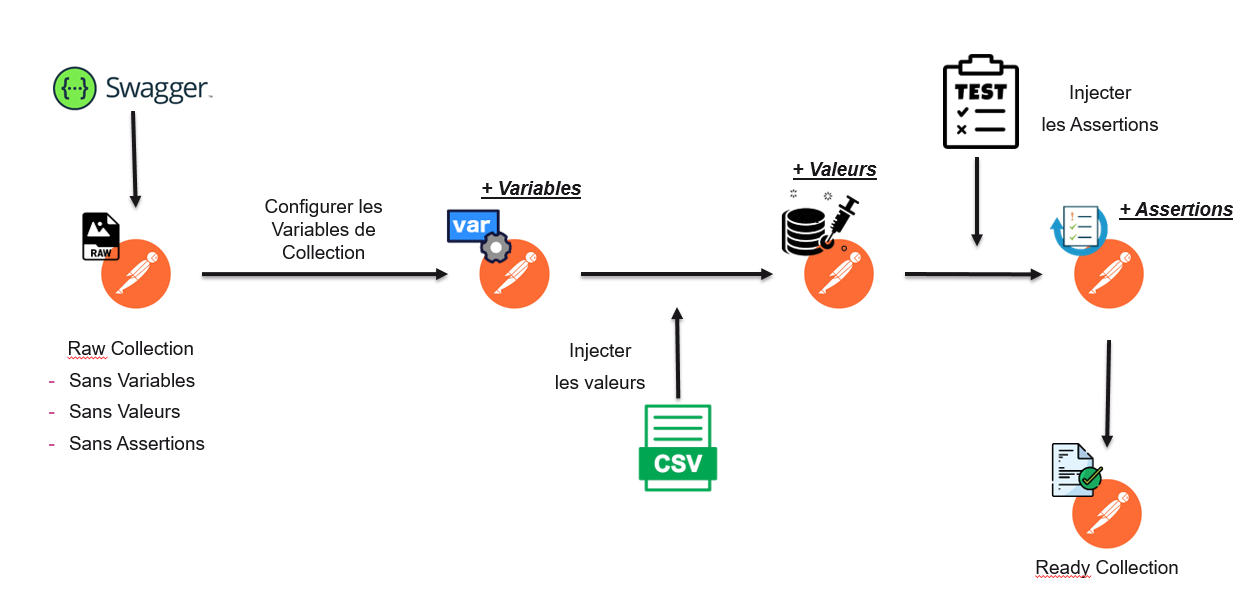 Swagger™
TEST
✓
×
Injecter
les Assertions
+ Valeurs
+ Variables
+ Assertions
Configurer les
Variables de
Collection
var
RAW
Raw Collection
- Sans Variables
- Sans Valeurs
- Sans Assertions
Injecter
les valeurs
CSV
Ready Collection